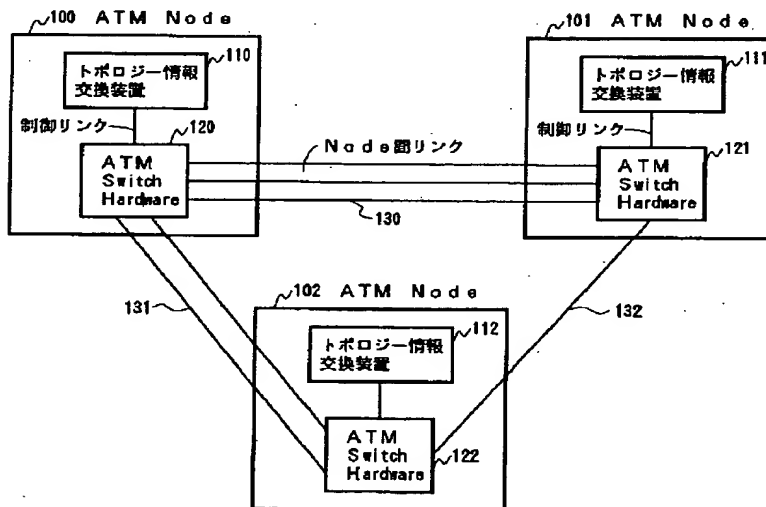 100 ATM Node
101 ATM Node
110
トポロジー情報
交換装置
111
トポロジー情報
交換装置
制御リンク
120
制御リンク
121
ATM
Switch
Hardware
Node間リンク
130
ATM
Switch
Hardware
131
102 ATM Node
132
112
トポロジー情報
交換装置
ATM
Switch
Hardware
122